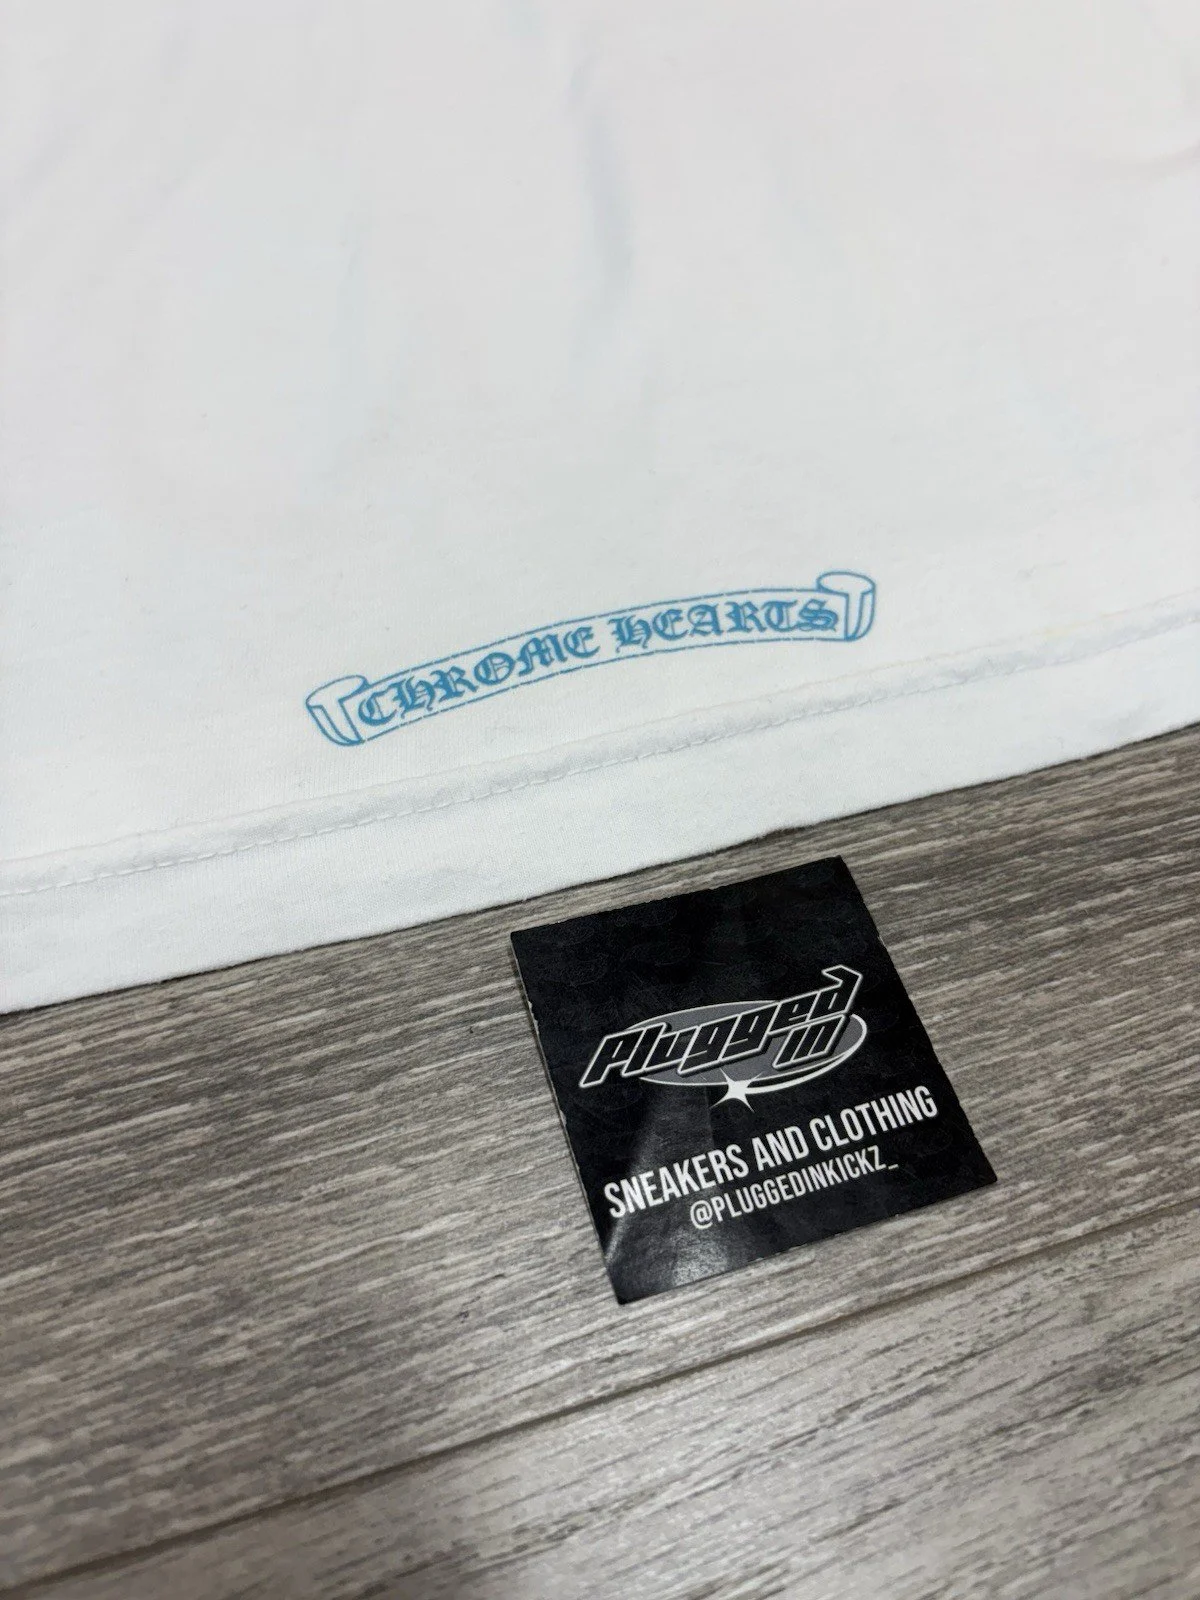 CHROME HEARTS
Plugged
in
SNEAKERS AND CLOTHING
@PLUGGEDINKICKZ_